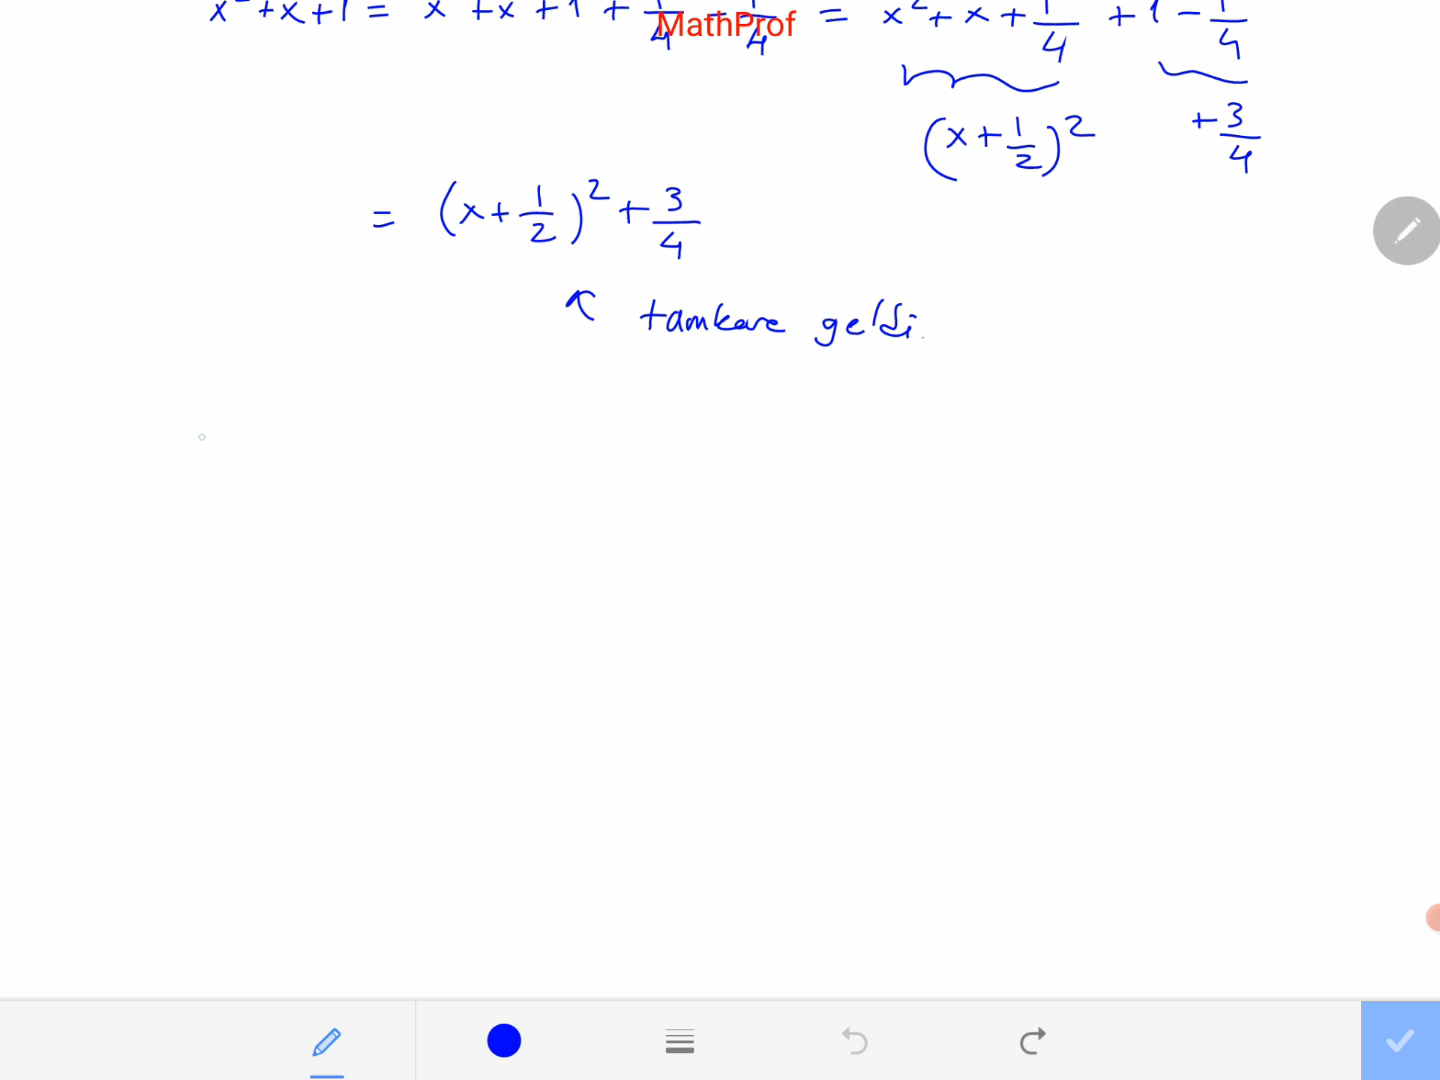 x²+x+1 = x²+x+1+1/4-1/4 = x²+x+1/4+1-1/4
MathProf
(x+1/2)² +3/4
= (x+1/2)²+3/4
tamkare geldi.